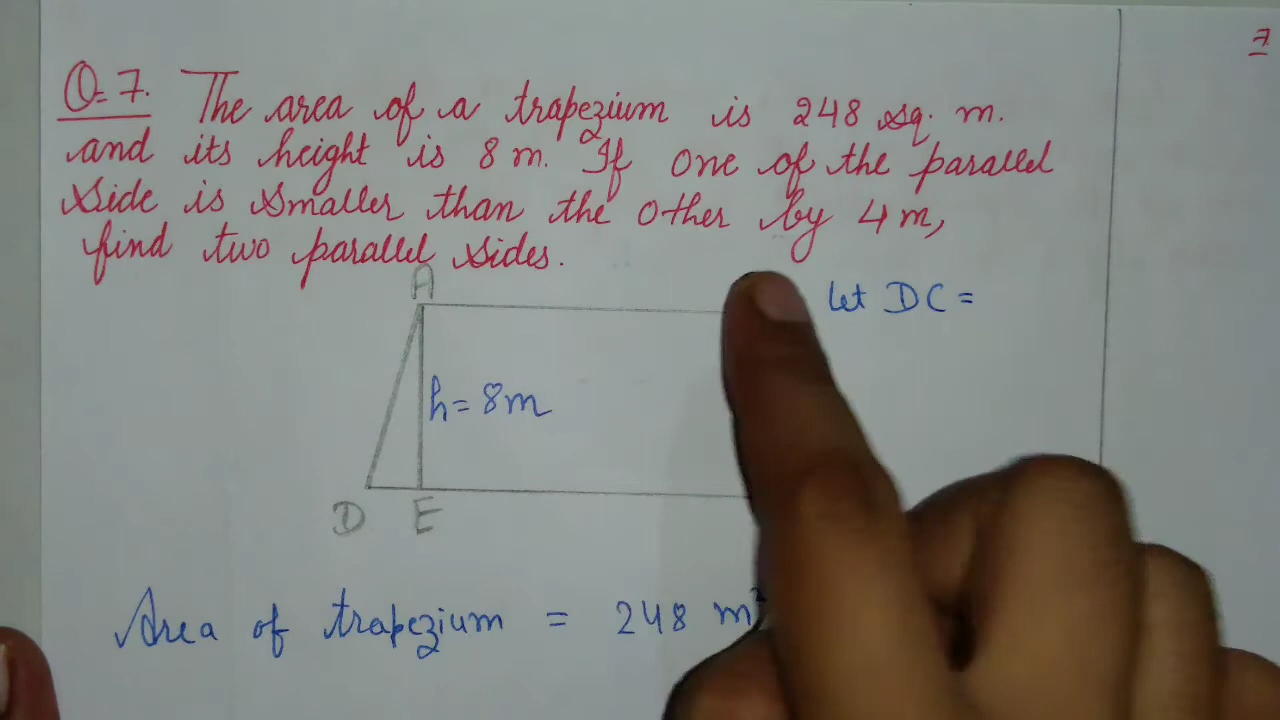 7
Q.7. The area of a trapezium is 248 sq. m.
and its height is 8 m. If one of the parallel
side is smaller than the other by 4 m,
find two parallel sides.
A
let DC =
h = 8m
D E
Area of trapezium = 248 m²